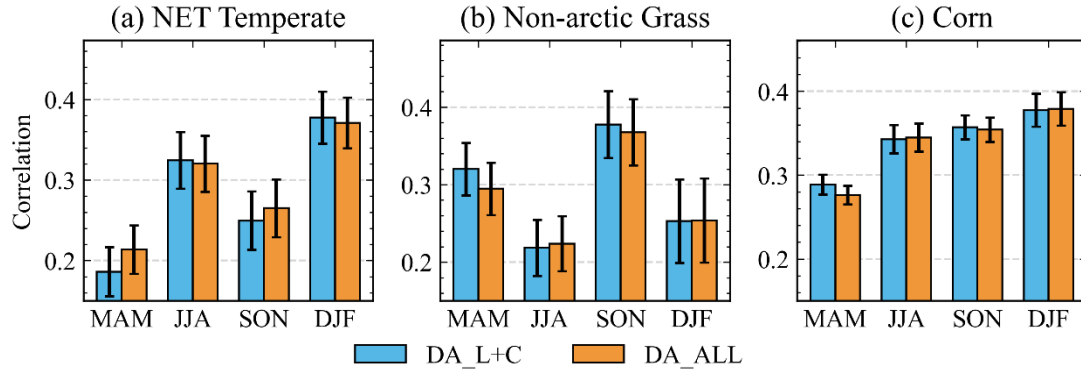 (a) NET Temperate
(b) Non-arctic Grass
(c) Corn
Correlation
0.4
0.3
0.2
MAM JJA SON DJF
0.4
0.3
0.2
MAM JJA SON DJF
0.4
0.3
0.2
MAM JJA SON DJF
DA_L+C
DA_ALL